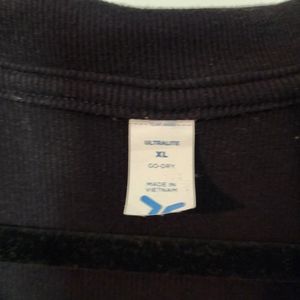 ULTRALITE
XL
GO-DRY
MADE IN
VIETNAM